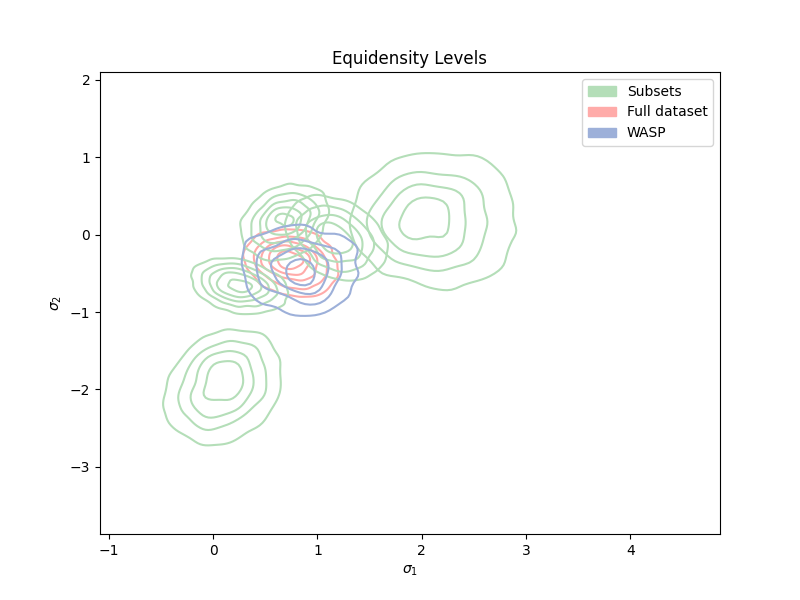 Equidensity Levels
Subsets
Full dataset
WASP
2
1
0
−1
−2
−3
σ₂
−1
0
1
2
3
4
σ₁